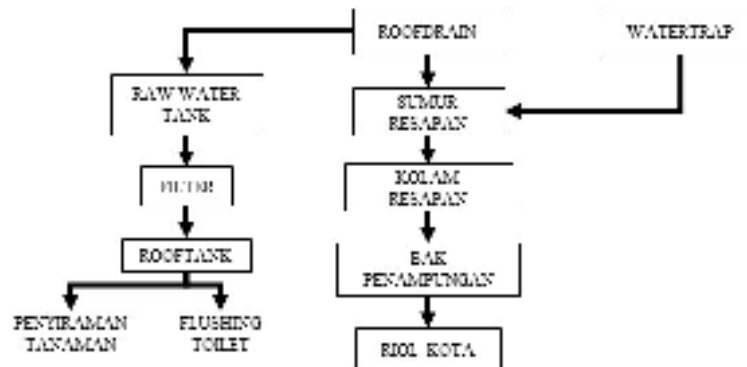 ROOFDRAIN
WATERTRAP
RAW WATER
TANK
SUMUR
RESAPAN
FILTER
KOLAM
RESAPAN
ROOFTANK
BAK
PENAMPUNGAN
PENYIRAMAN
TANAMAN
FLUSHING
TOILET
RIOL KOTA